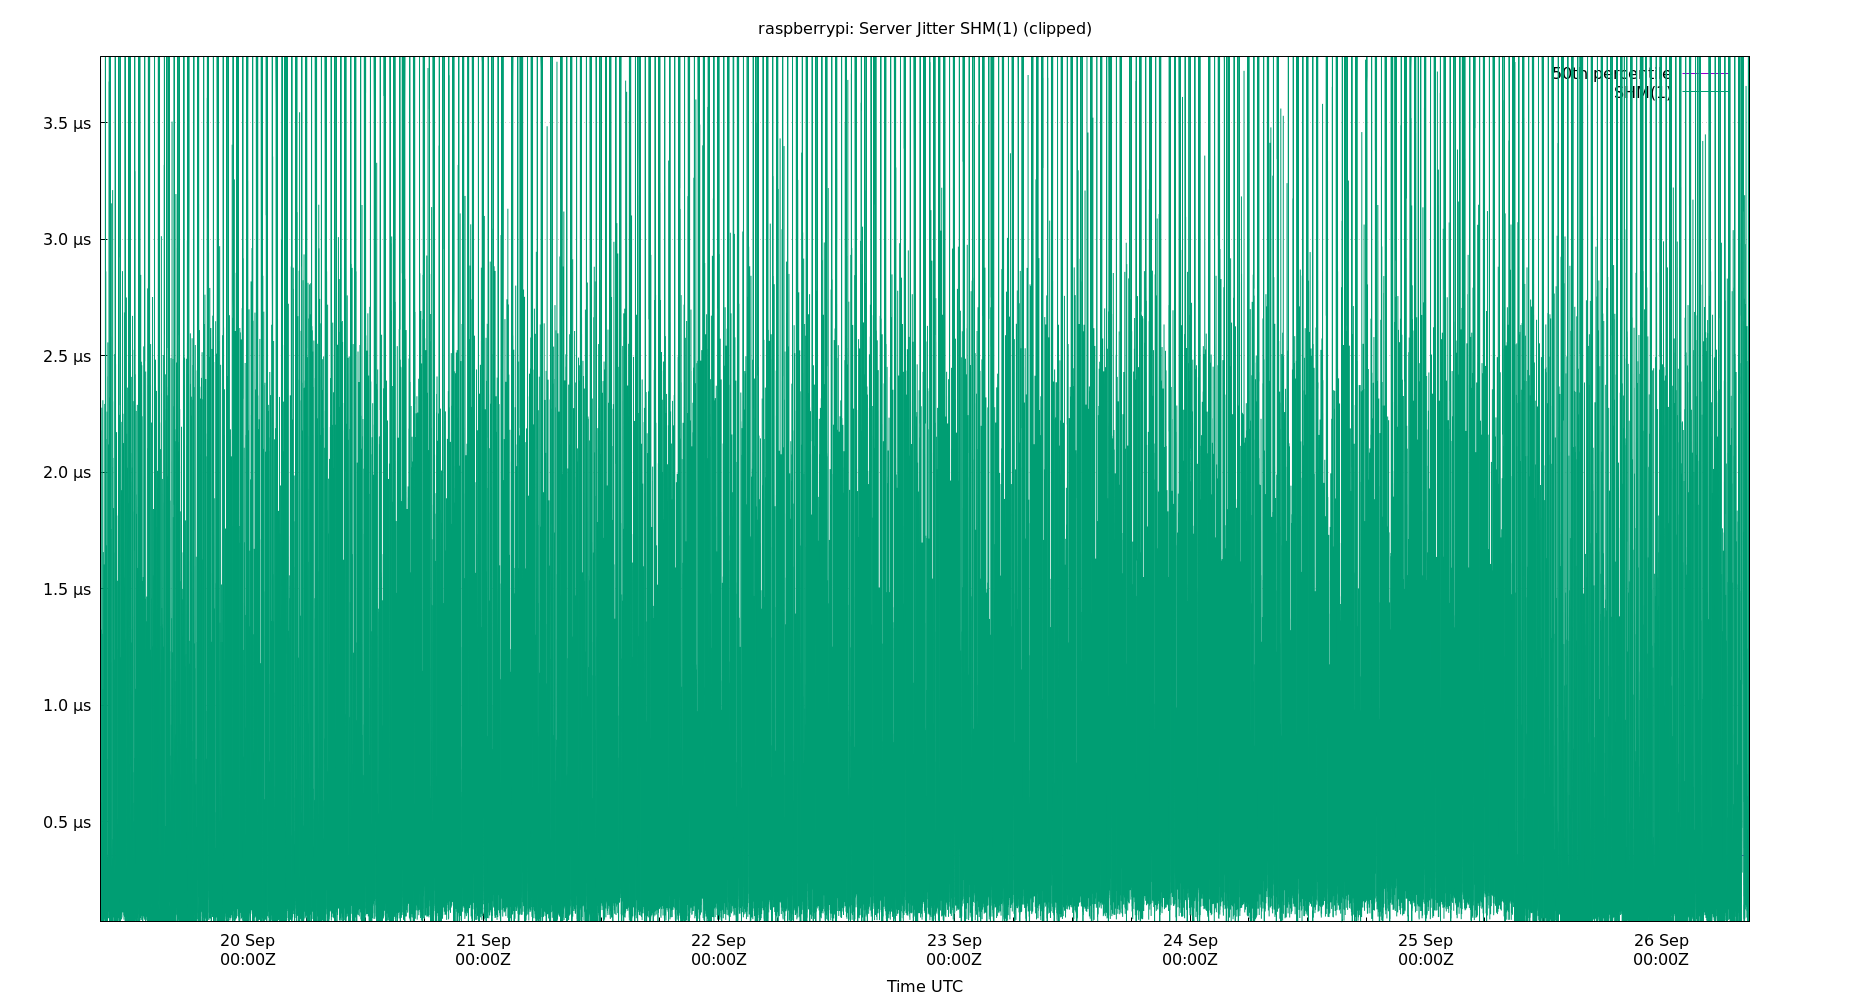 raspberrypi: Server Jitter SHM(1) (clipped)
50th percentile
SHM(1)
3.5 µs
3.0 µs
2.5 µs
2.0 µs
1.5 µs
1.0 µs
0.5 µs
20 Sep 21 Sep 22 Sep 23 Sep 24 Sep 25 Sep 26 Sep
00:00Z 00:00Z 00:00Z 00:00Z 00:00Z 00:00Z 00:00Z
Time UTC